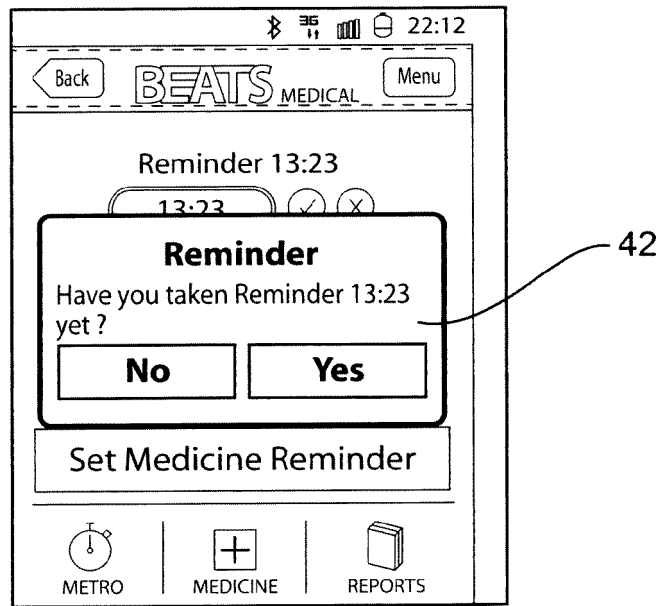 3G 22:12
Back BEATS MEDICAL Menu
Reminder 13:23
13:23
Reminder
Have you taken Reminder 13:23
yet ?
No Yes
42
Set Medicine Reminder
METRO MEDICINE REPORTS